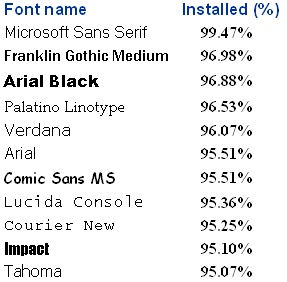 Font name Installed (%)
Microsoft Sans Serif 99.47%
Franklin Gothic Medium 96.98%
Arial Black 96.88%
Palatino Linotype 96.53%
Verdana 96.07%
Arial 95.51%
Comic Sans MS 95.51%
Lucida Console 95.36%
Courier New 95.25%
Impact 95.10%
Tahoma 95.07%